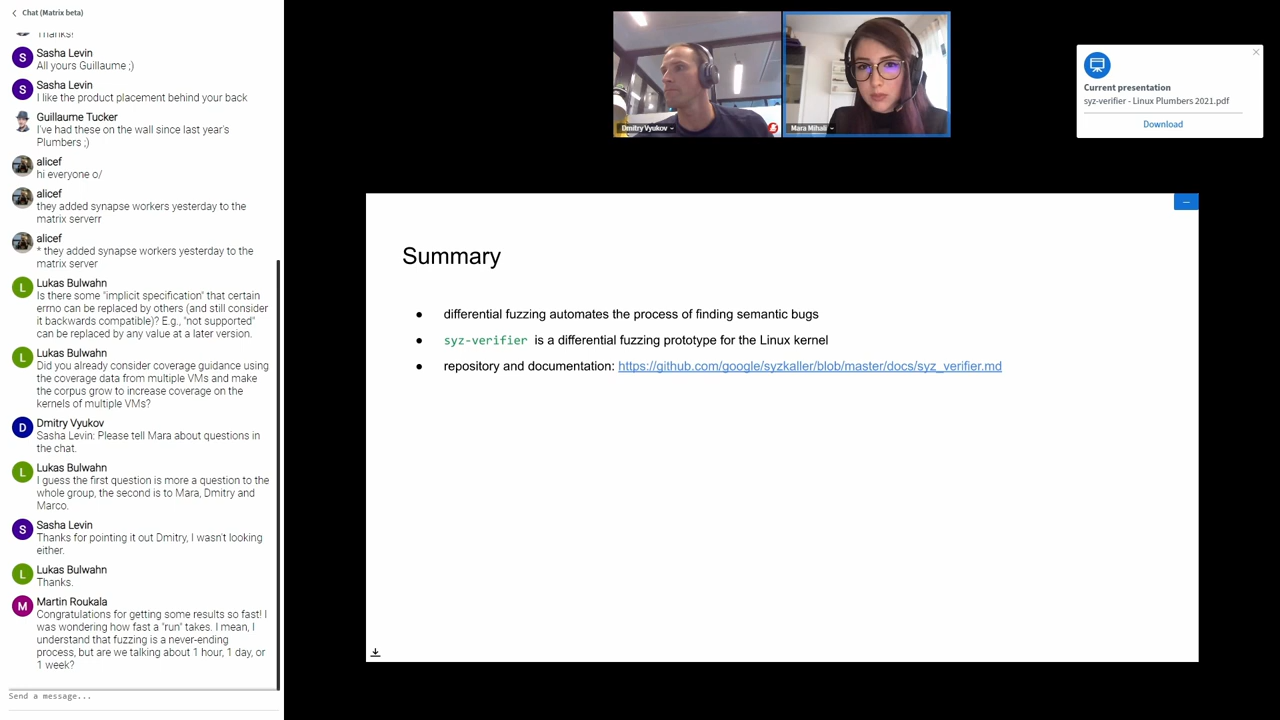 Chat (Matrix beta)
Thanks!
S
Sasha Levin
All yours Guillaume ;)
S
Sasha Levin
I like the product placement behind your back
Guillaume Tucker
I've had these on the wall since last year's
Plumbers ;)
alicef
hi everyone o/
alicef
they added synapse workers yesterday to the
matrix serverr
alicef
* they added synapse workers yesterday to the
matrix server
L
Lukas Bulwahn
Is there some "implicit specification" that certain
errno can be replaced by others (and still consider
it backwards compatible)? E.g., "not supported"
can be replaced by any value at a later version.
L
Lukas Bulwahn
Did you already consider coverage guidance using
the coverage data from multiple VMs and make
the corpus grow to increase coverage on the
kernels of multiple VMs?
D
Dmitry Vyukov
Sasha Levin: Please tell Mara about questions in
the chat.
L
Lukas Bulwahn
I guess the first question is more a question to the
whole group, the second is to Mara, Dmitry and
Marco.
S
Sasha Levin
Thanks for pointing it out Dmitry, I wasn't looking
either.
L
Lukas Bulwahn
Thanks.
M
Martin Roukala
Congratulations for getting some results so fast! I
was wondering how fast a "run" takes. I mean, I
understand that fuzzing is a never-ending
process, but are we talking about 1 hour, 1 day, or
1 week?
Send a message...
Dmitry Vyukov
Mara Mihali
Current presentation
syz-verifier - Linux Plumbers 2021.pdf
Download
Summary
● differential fuzzing automates the process of finding semantic bugs
● syz-verifier is a differential fuzzing prototype for the Linux kernel
● repository and documentation: https://github.com/google/syzkaller/blob/master/docs/syz_verifier.md